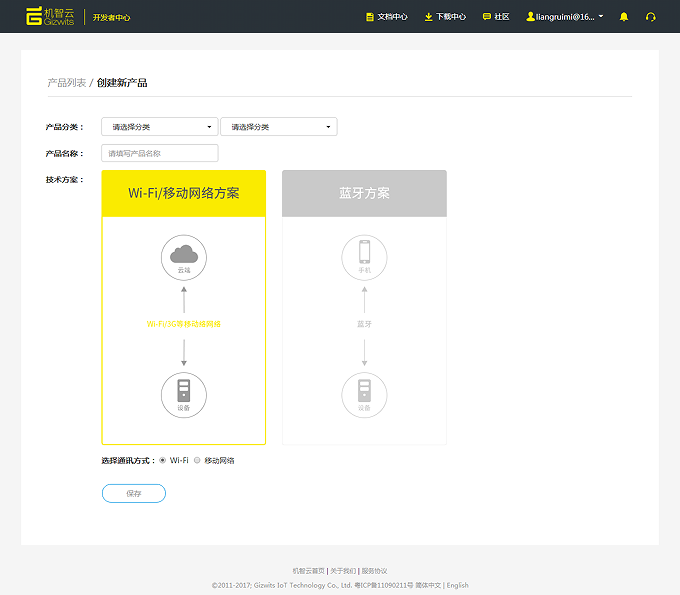 机智云 Gizwits 开发者中心 文档中心 下载中心 社区 liangruimi@16...
产品列表 / 创建新产品
产品分类： 请选择分类 请选择分类
产品名称： 请填写产品名称
技术方案：
Wi-Fi/移动网络方案 蓝牙方案
云端 手机
Wi-Fi/3G等移动蜂网络 蓝牙
设备 设备
选择通讯方式： Wi-Fi 移动网络
保存
机智云首页 | 关于我们 | 服务协议
©2011-2017; Gizwits IoT Technology Co., Ltd. 粤ICP备11090211号 简体中文 | English